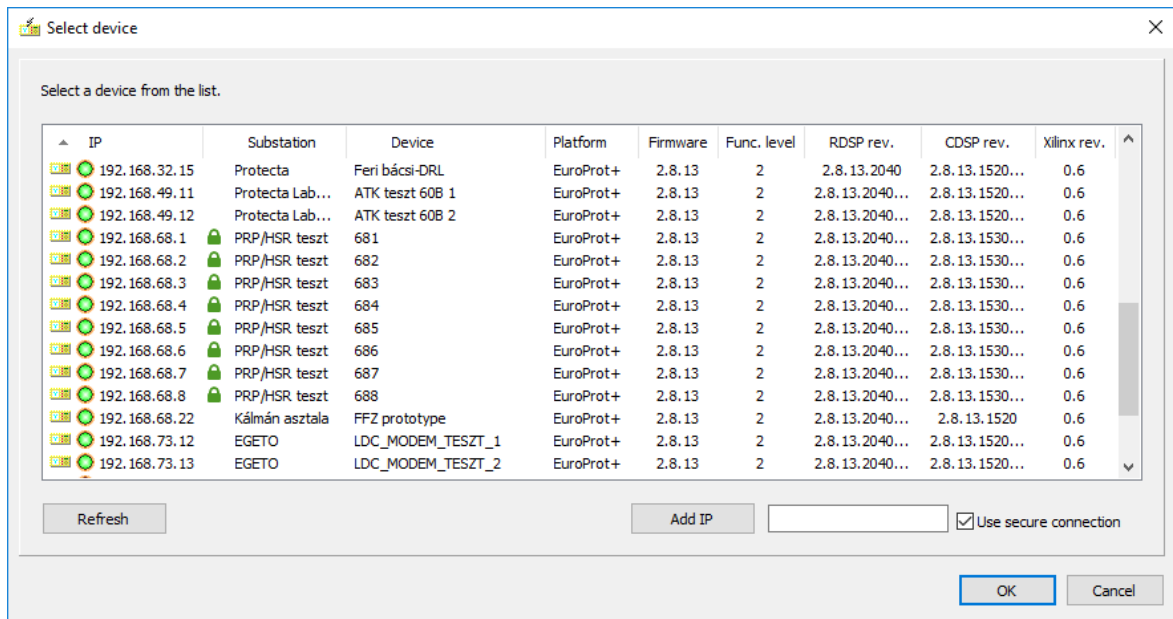 Select device
Select a device from the list.
IP Substation Device Platform Firmware Func. level RDSP rev. CDSP rev. Xilinx rev.
192.168.32.15 Protecta Feri bácsi-DRL EuroProt+ 2.8.13 2 2.8.13.2040 2.8.13.1520... 0.6
192.168.49.11 Protecta Lab... ATK teszt 60B 1 EuroProt+ 2.8.13 2 2.8.13.2040... 2.8.13.1520... 0.6
192.168.49.12 Protecta Lab... ATK teszt 60B 2 EuroProt+ 2.8.13 2 2.8.13.2040... 2.8.13.1520... 0.6
192.168.68.1 PRP/HSR teszt 681 EuroProt+ 2.8.13 2 2.8.13.2040... 2.8.13.1530... 0.6
192.168.68.2 PRP/HSR teszt 682 EuroProt+ 2.8.13 2 2.8.13.2040... 2.8.13.1530... 0.6
192.168.68.3 PRP/HSR teszt 683 EuroProt+ 2.8.13 2 2.8.13.2040... 2.8.13.1530... 0.6
192.168.68.4 PRP/HSR teszt 684 EuroProt+ 2.8.13 2 2.8.13.2040... 2.8.13.1530... 0.6
192.168.68.5 PRP/HSR teszt 685 EuroProt+ 2.8.13 2 2.8.13.2040... 2.8.13.1530... 0.6
192.168.68.6 PRP/HSR teszt 686 EuroProt+ 2.8.13 2 2.8.13.2040... 2.8.13.1530... 0.6
192.168.68.7 PRP/HSR teszt 687 EuroProt+ 2.8.13 2 2.8.13.2040... 2.8.13.1530... 0.6
192.168.68.8 PRP/HSR teszt 688 EuroProt+ 2.8.13 2 2.8.13.2040... 2.8.13.1530... 0.6
192.168.68.22 Kálmán asztala FFZ prototype EuroProt+ 2.8.13 2 2.8.13.2040... 2.8.13.1520 0.6
192.168.73.12 EGETO LDC_MODEM_TESZT_1 EuroProt+ 2.8.13 2 2.8.13.2040... 2.8.13.1520... 0.6
192.168.73.13 EGETO LDC_MODEM_TESZT_2 EuroProt+ 2.8.13 2 2.8.13.2040... 2.8.13.1520... 0.6
Refresh Add IP Use secure connection
OK Cancel